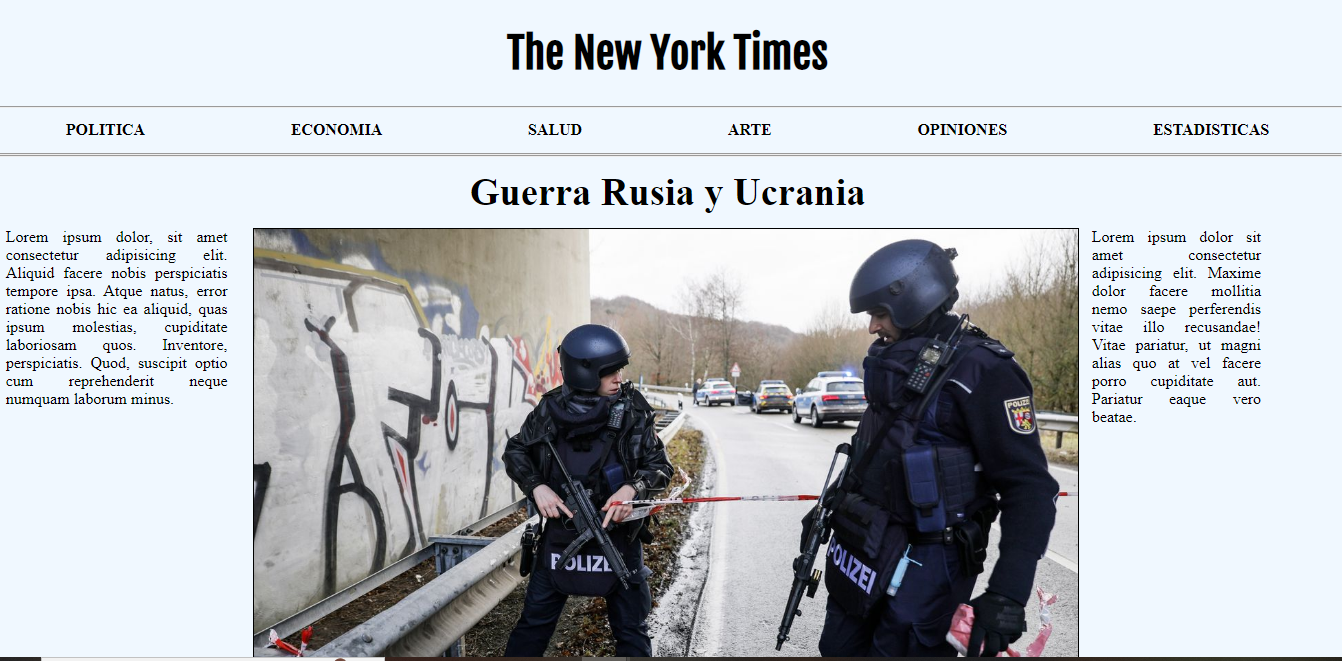 The New York Times
POLITICA ECONOMIA SALUD ARTE OPINIONES ESTADISTICAS
Guerra Rusia y Ucrania
Lorem ipsum dolor, sit amet
consectetur adipisicing elit.
Aliquid facere nobis perspiciatis
tempore ipsa. Atque natus, error
ratione nobis hic ea aliquid, quas
ipsum molestias, cupiditate
laboriosam quos. Inventore,
perspiciatis. Quod, suscipit optio
cum reprehenderit neque
numquam laborum minus.
POLIZEI
POLIZEI
POLIZEI
Lorem ipsum dolor sit
amet consectetur
adipisicing elit. Maxime
dolor facere mollitia
nemo saepe perferendis
vitae illo recusandae!
Vitae pariatur, ut magni
alias quo at vel facere
porro cupiditate aut.
Pariatur eaque vero
beatae.